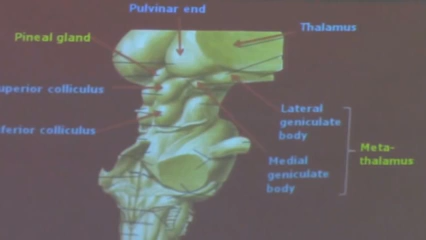 Pulvinar end
Thalamus
Pineal gland
uperior colliculus
ferior colliculus
Lateral
geniculate
body
Medial
geniculate
body
Meta-
thalamus